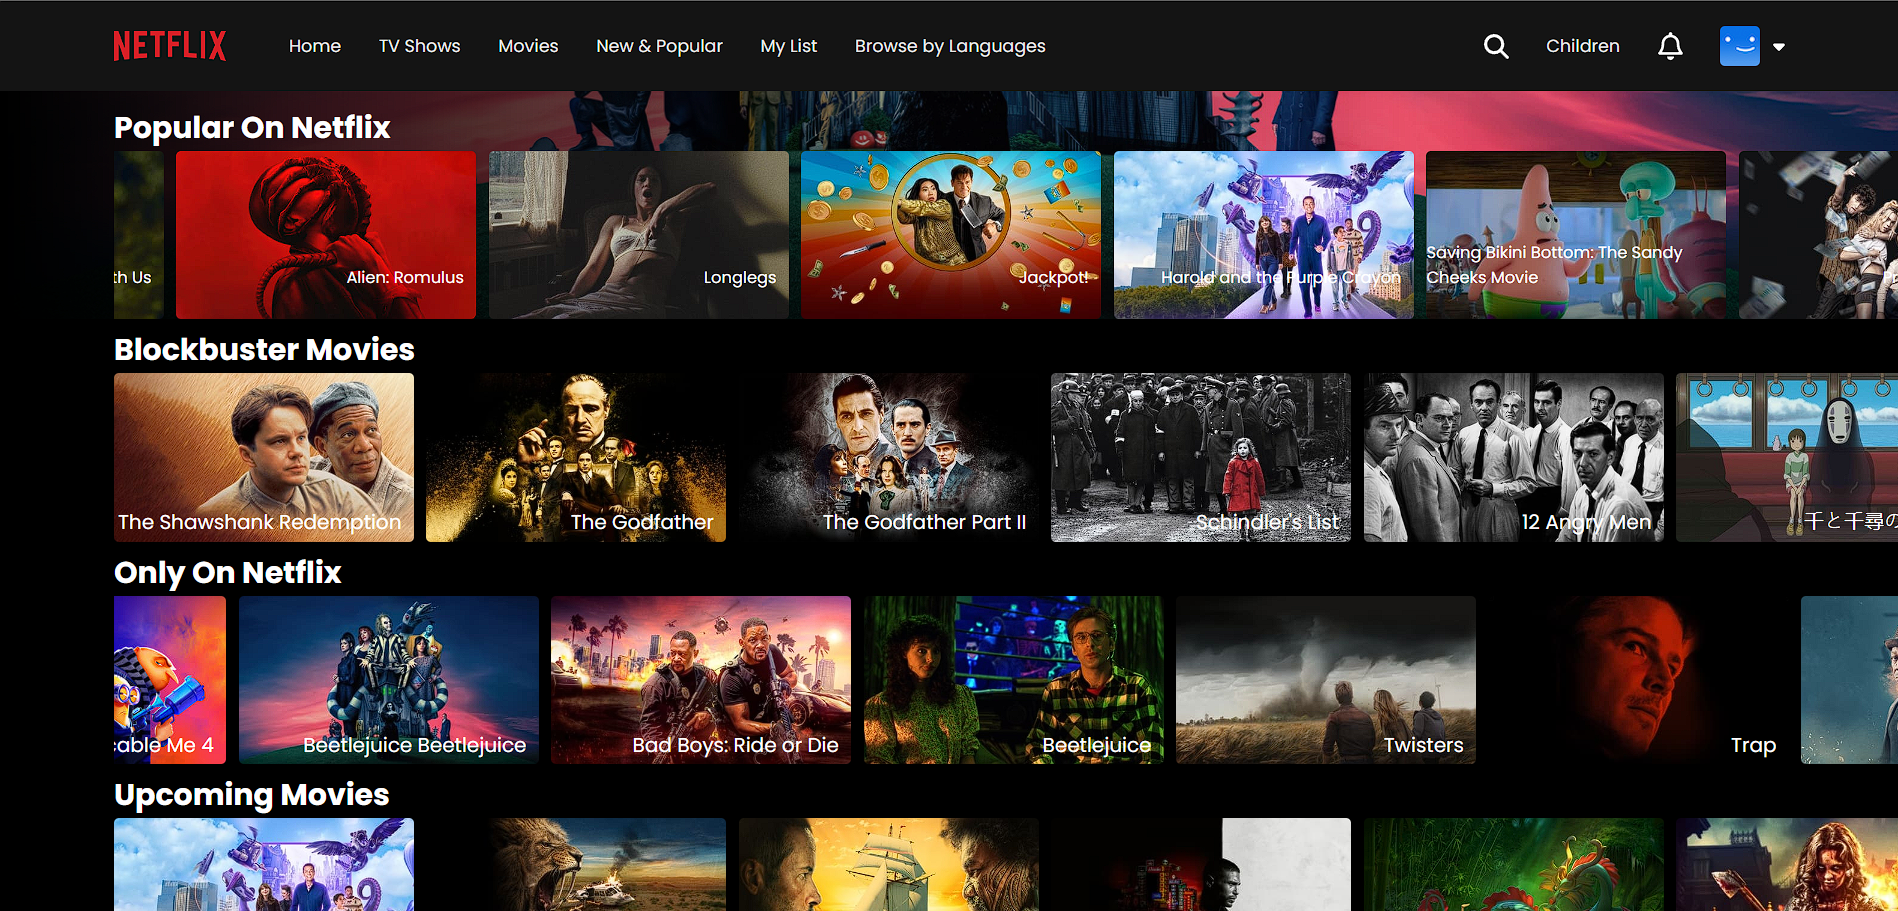 NETFLIX
Home
TV Shows
Movies
New & Popular
My List
Browse by Languages
Children
Popular On Netflix
Us
Alien: Romulus
Longlegs
Jackpot!
Harold and the Purple Crayon
Saving Bikini Bottom: The Sandy
Cheeks Movie
Blockbuster Movies
The Shawshank Redemption
The Godfather
The Godfather Part II
Schindler's List
12 Angry Men
千と千尋の
Only On Netflix
Me 4
Beetlejuice Beetlejuice
Bad Boys: Ride or Die
Beetlejuice
Twisters
Trap
Upcoming Movies